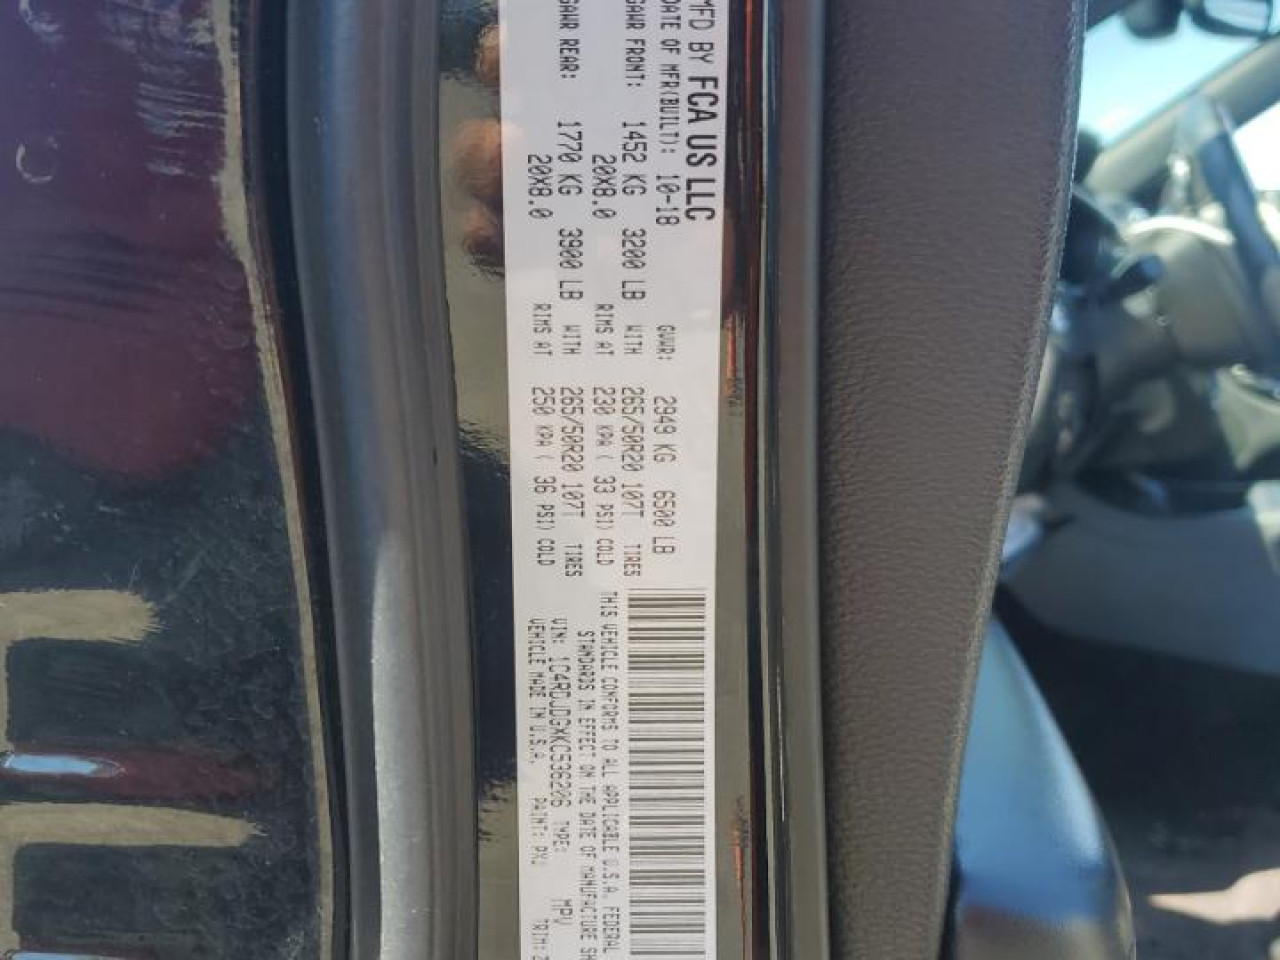 MFD BY FCA US LLC
DATE OF MFR(BUILT): 10-18 GVWR: 2949 KG 6500 LB
GAWR FRONT: 1452 KG 3200 LB WITH 265/50R20 107T TIRES
20X8.0 RIMS AT 230 KPA ( 33 PSI) COLD
GAWR REAR: 1770 KG 3900 LB WITH 265/50R20 107T TIRES
20X8.0 RIMS AT 250 KPA ( 36 PSI) COLD
THIS VEHICLE CONFORMS TO ALL APPLICABLE U.S.A. FEDERAL
STANDARDS IN EFFECT ON THE DATE OF MANUFACTURE SH
VIN: 1C4RDJDGXKC536206 TYPE: MPV
VEHICLE MADE IN U.S.A. PAINT: PXJ TRIM: